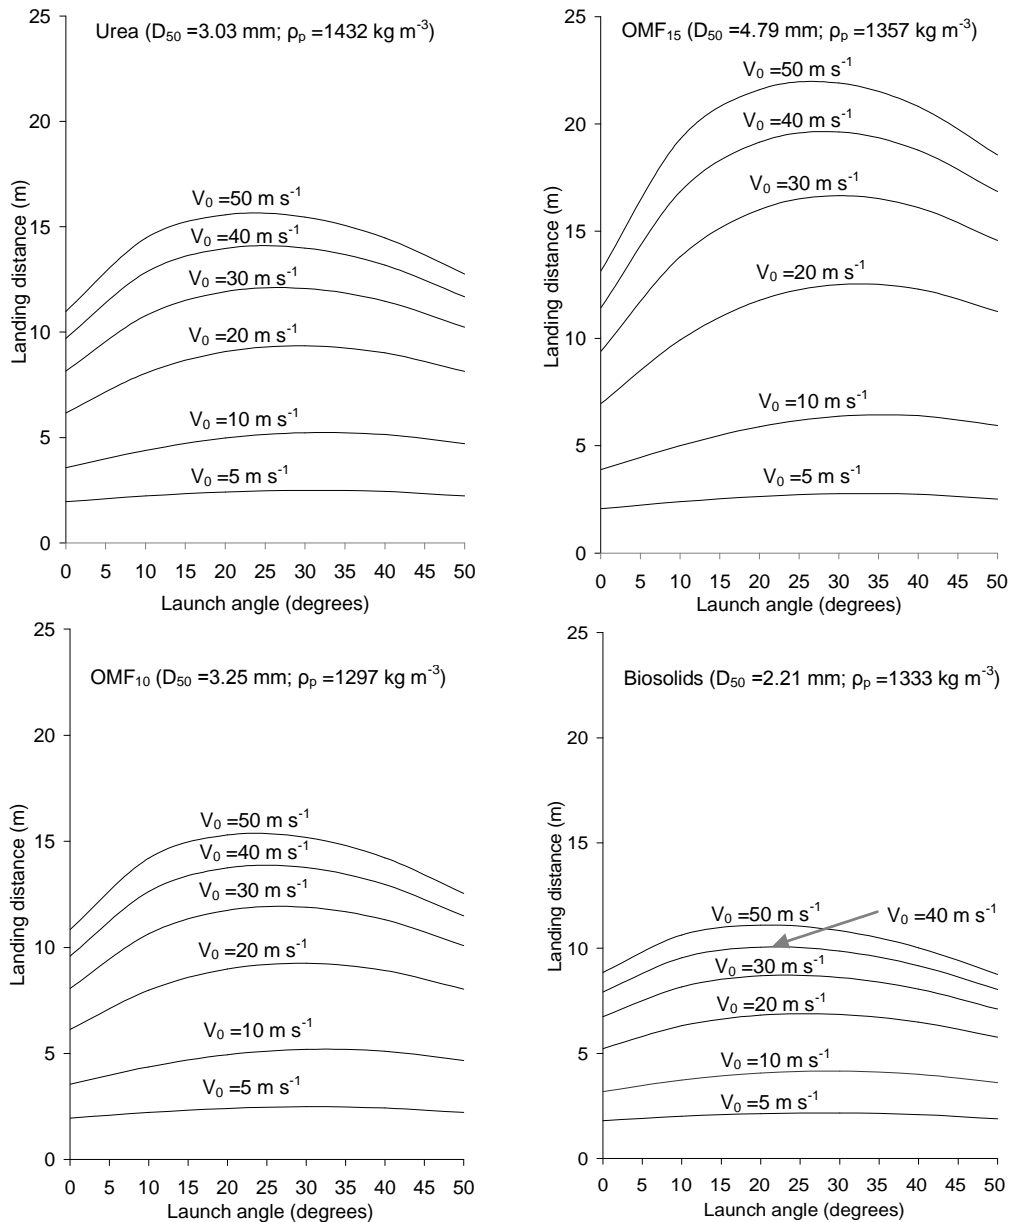 Urea (D50 =3.03 mm; ρp =1432 kg m-3)
25
20
15
10
5
0
Landing distance (m)
V0 =50 m s-1
V0 =40 m s-1
V0 =30 m s-1
V0 =20 m s-1
V0 =10 m s-1
V0 =5 m s-1
0 5 10 15 20 25 30 35 40 45 50
Launch angle (degrees)
OMF15 (D50 =4.79 mm; ρp =1357 kg m-3)
25
20
15
10
5
0
Landing distance (m)
V0 =50 m s-1
V0 =40 m s-1
V0 =30 m s-1
V0 =20 m s-1
V0 =10 m s-1
V0 =5 m s-1
0 5 10 15 20 25 30 35 40 45 50
Launch angle (degrees)
OMF10 (D50 =3.25 mm; ρp =1297 kg m-3)
25
20
15
10
5
0
Landing distance (m)
V0 =50 m s-1
V0 =40 m s-1
V0 =30 m s-1
V0 =20 m s-1
V0 =10 m s-1
V0 =5 m s-1
0 5 10 15 20 25 30 35 40 45 50
Launch angle (degrees)
Biosolids (D50 =2.21 mm; ρp =1333 kg m-3)
25
20
15
10
5
0
Landing distance (m)
V0 =50 m s-1
V0 =40 m s-1
V0 =30 m s-1
V0 =20 m s-1
V0 =10 m s-1
V0 =5 m s-1
0 5 10 15 20 25 30 35 40 45 50
Launch angle (degrees)